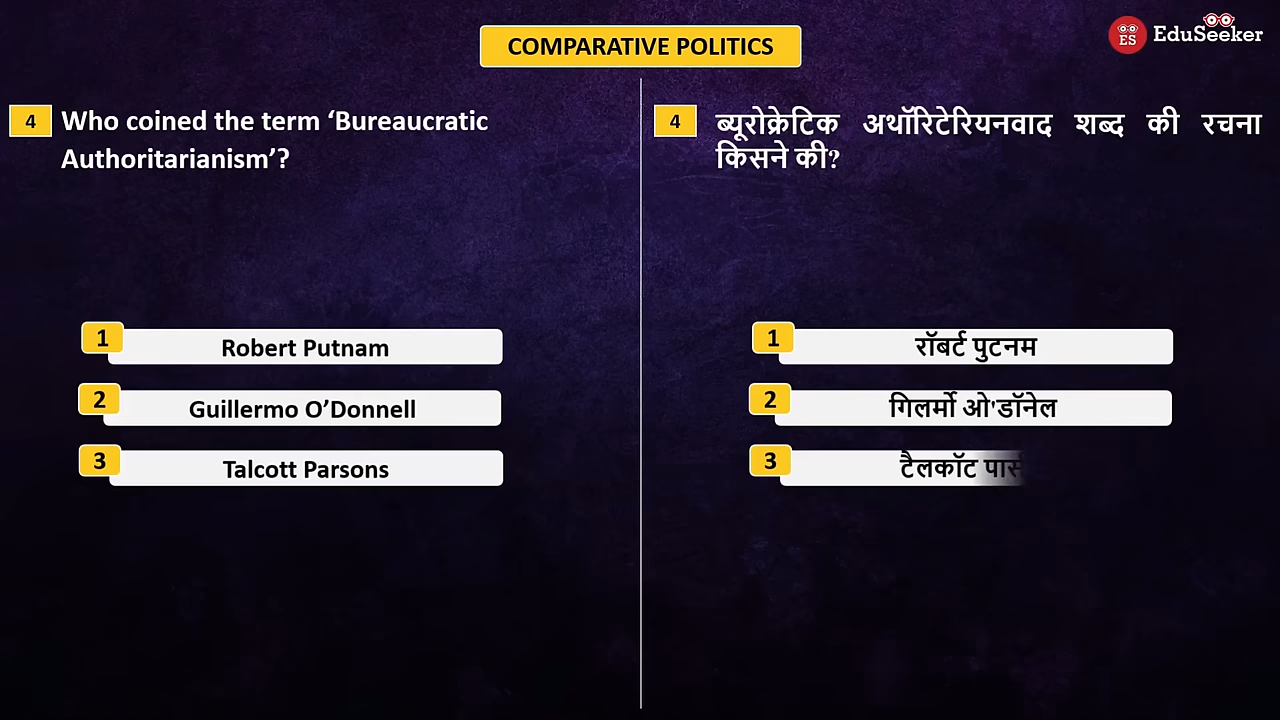 COMPARATIVE POLITICS
ES EduSeeker
4 Who coined the term ‘Bureaucratic
Authoritarianism’?
1 Robert Putnam
2 Guillermo O’Donnell
3 Talcott Parsons
4 ब्यूरोक्रेटिक अथॉरिटेरियनवाद शब्द की रचना
किसने की?
1 रॉबर्ट पुटनम
2 गिलर्मो ओ'डॉनेल
3 टैलकॉट